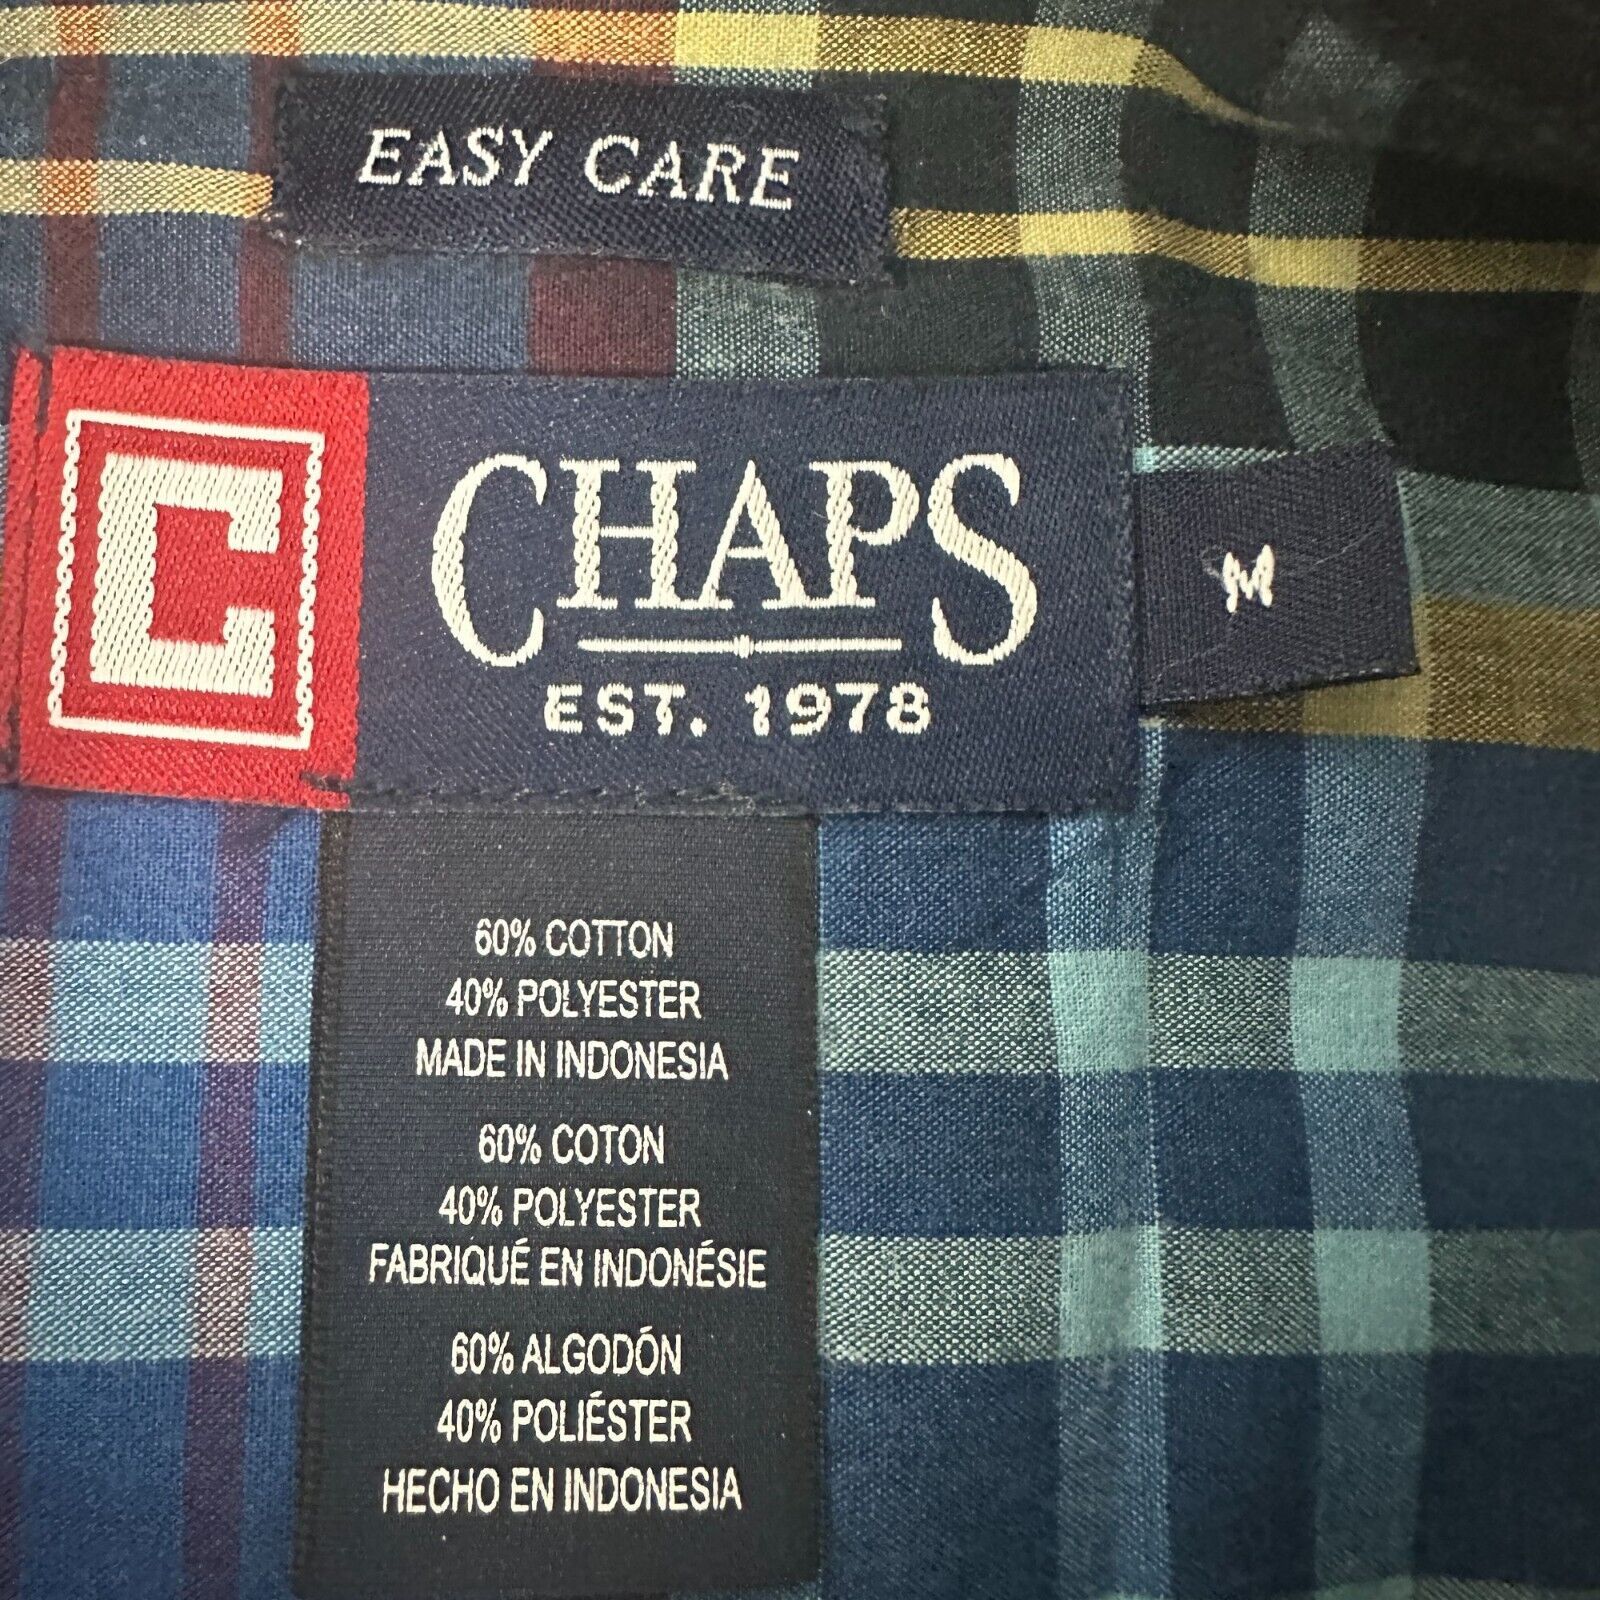 EASY CARE
C
CHAPS
EST. 1978
M
60% COTTON
40% POLYESTER
MADE IN INDONESIA
60% COTON
40% POLYESTER
FABRIQUÉ EN INDONÉSIE
60% ALGODÓN
40% POLIÉSTER
HECHO EN INDONESIA